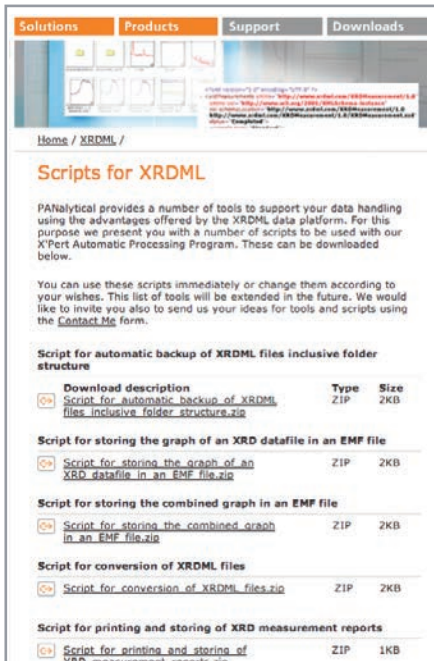 Solutions Products Support Downloads
Home / XRDML /
Scripts for XRDML
PANalytical provides a number of tools to support your data handling
using the advantages offered by the XRDML data platform. For this
purpose we present you with a number of scripts to be used with our
X'Pert Automatic Processing Program. These can be downloaded
below.
You can use these scripts immediately or change them according to
your wishes. This list of tools will be extended in the future. We would
like to invite you also to send us your ideas for tools and scripts using
the Contact Me form.
Script for automatic backup of XRDML files inclusive folder
structure
Download description Type Size
Script for automatic backup of XRDML ZIP 2KB
files inclusive folder structure.zip
Script for storing the graph of an XRD datafile in an EMF file
Script for storing the graph of an ZIP 2KB
XRD datafile in an EMF file.zip
Script for storing the combined graph in an EMF file
Script for storing the combined graph ZIP 2KB
in an EMF file.zip
Script for conversion of XRDML files
Script for conversion of XRDML files.zip ZIP 2KB
Script for printing and storing of XRD measurement reports
Script for printing and storing of ZIP 1KB
XRD measurement reports.zip